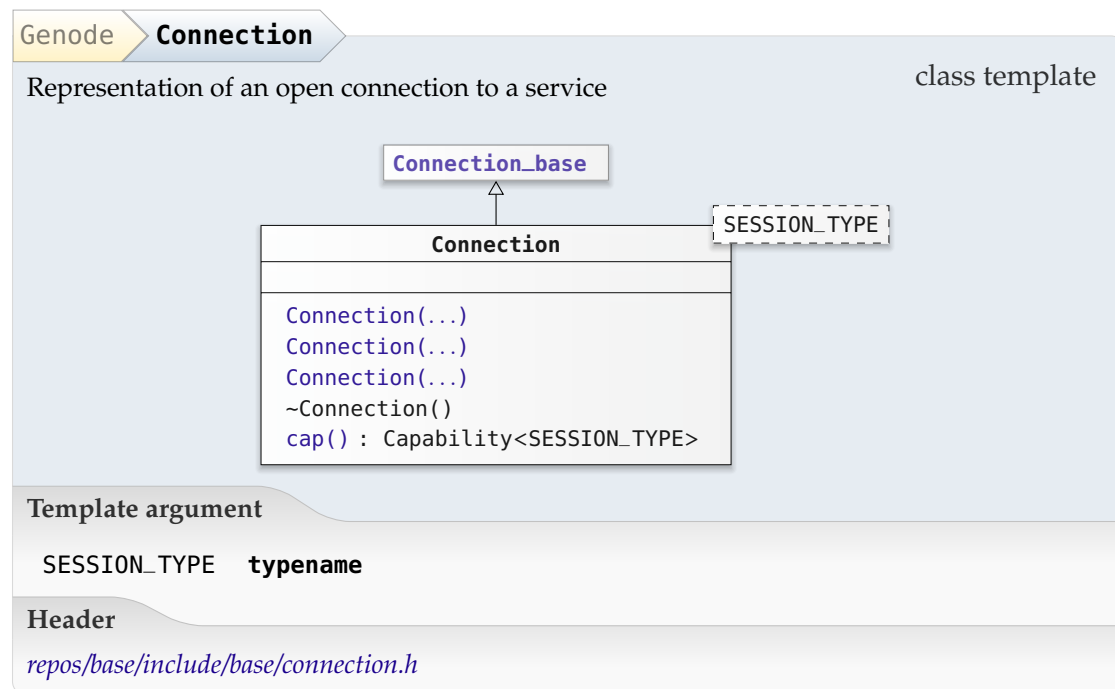 Genode Connection
Representation of an open connection to a service
class template
Connection_base
SESSION_TYPE
Connection
Connection(...)
Connection(...)
Connection(...)
~Connection()
cap() : Capability<SESSION_TYPE>
Template argument
SESSION_TYPE typename
Header
repos/base/include/base/connection.h